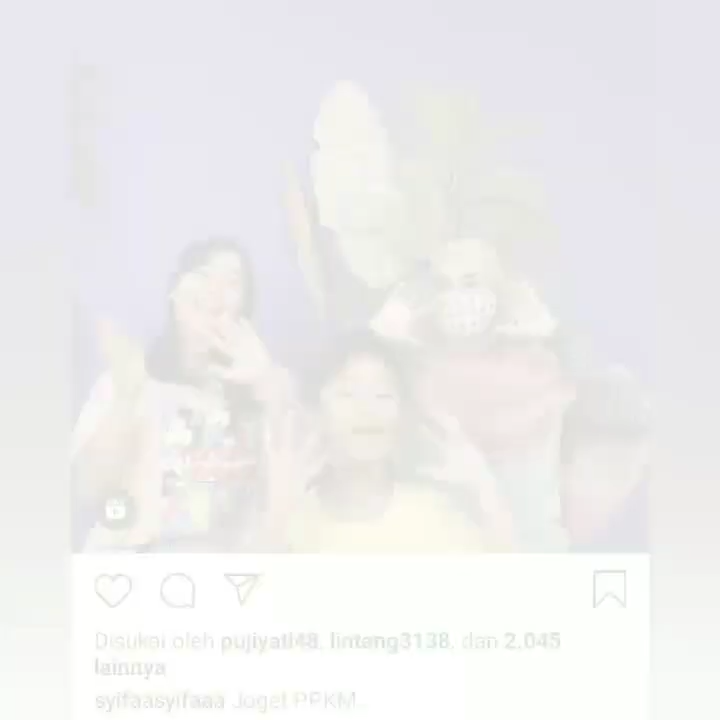 Disukai oleh pujiyati48, lintang3138, dan 2.045
lainnya
syifaasyifaaa Joget PPKM..